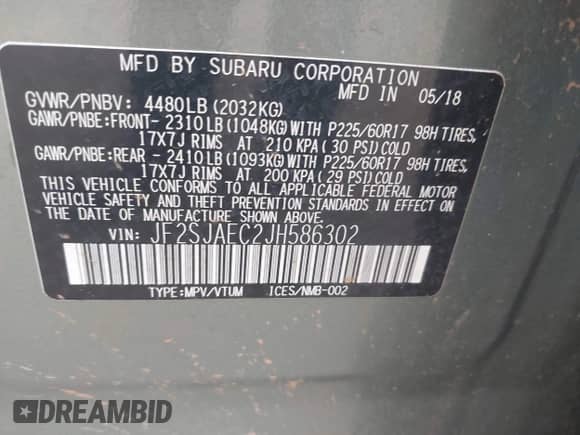 MFD BY SUBARU CORPORATION
GVWR/PNBV: 4480LB(2032KG) MFD IN 05/18
GAWR/PNBE:FRONT- 2310LB(1048KG)WITH P225/60R17 98H TIRES,
17X7J RIMS AT 210 KPA( 30 PSI)COLD
GAWR/PNBE:REAR - 2410LB(1093KG)WITH P225/60R17 98H TIRES,
17X7J RIMS AT 200 KPA( 29 PSI)COLD
THIS VEHICLE CONFORMS TO ALL APPLICABLE FEDERAL MOTOR
VEHICLE SAFETY AND THEFT PREVENTION STANDARDS IN EFFECT
ON THE DATE OF MANUFACTURE SHOWN ABOVE.
VIN: JF2SJAEC2JH586302
TYPE:MPV/VTUM ICES/NMB-002
DREAMBID